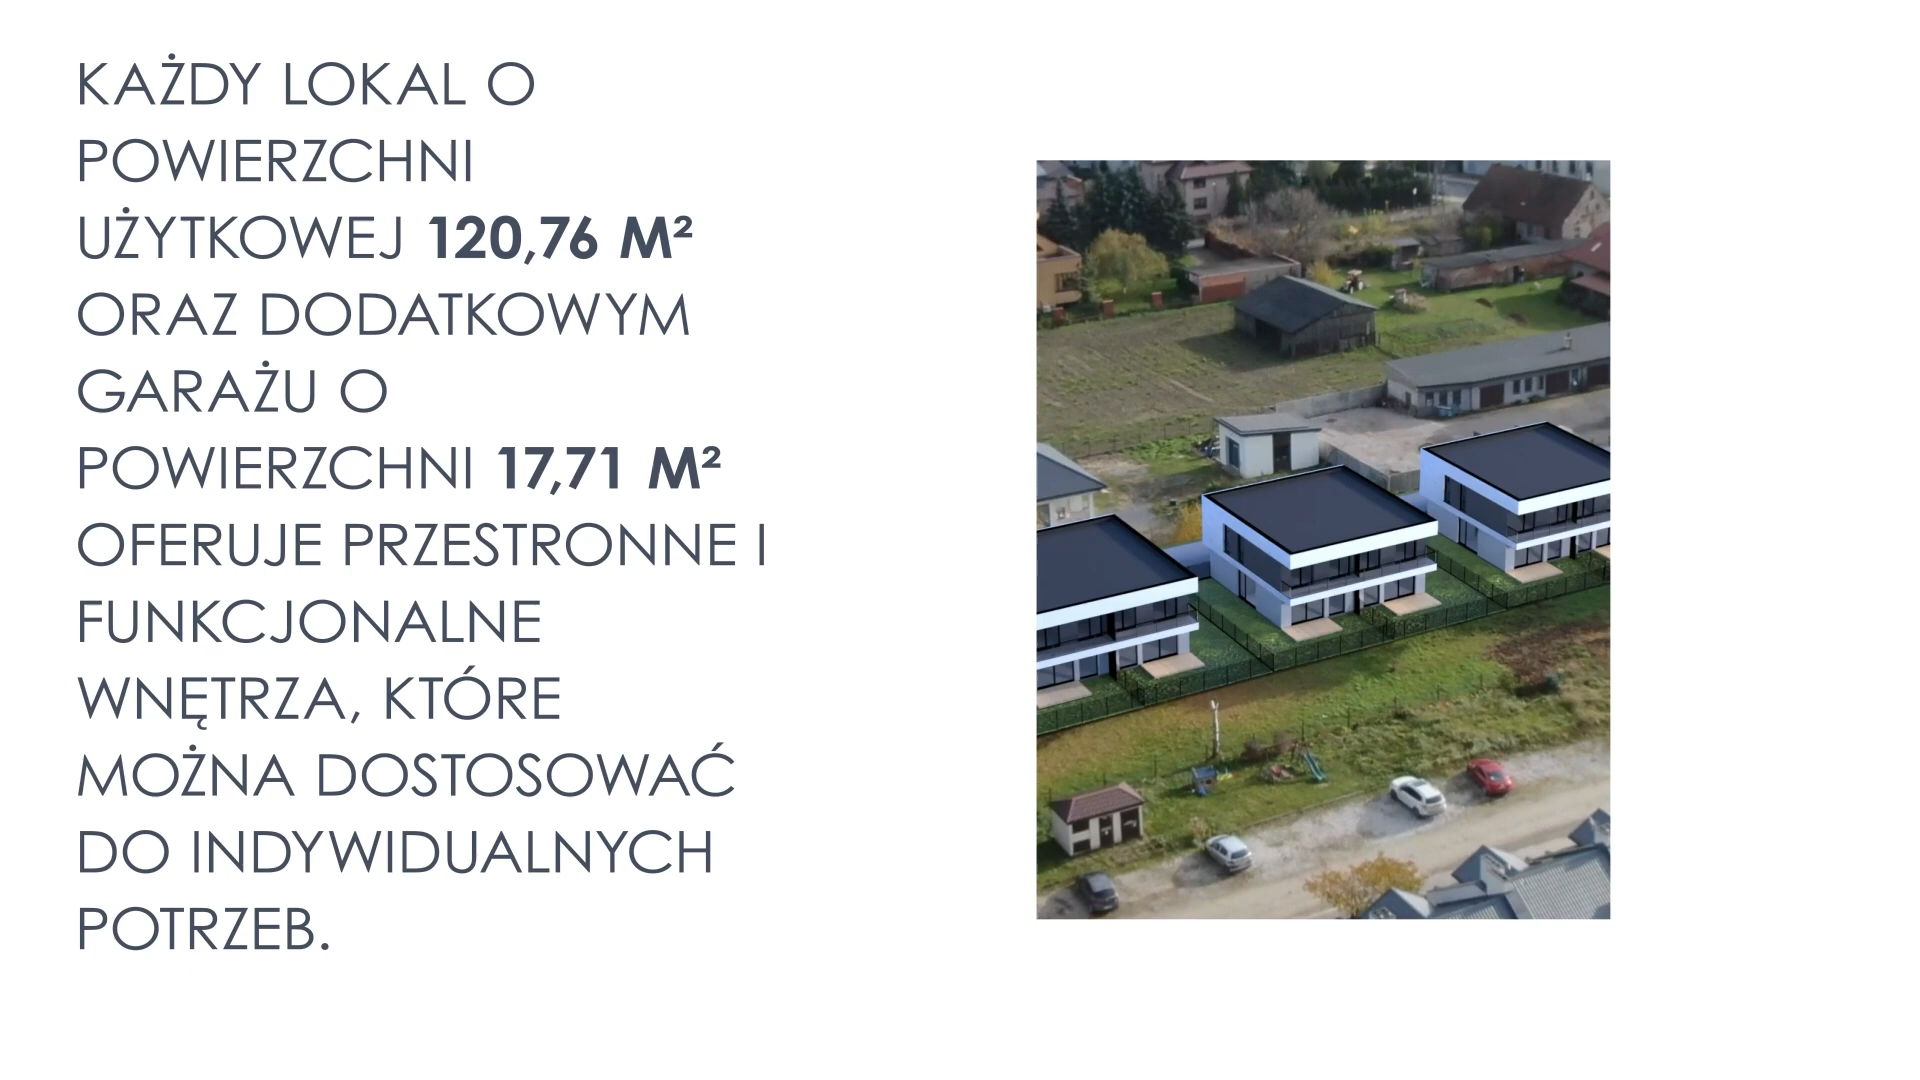 KAŻDY LOKAL O
POWIERZCHNI
UŻYTKOWEJ 120,76 M²
ORAZ DODATKOWYM
GARAŻU O
POWIERZCHNI 17,71 M²
OFERUJE PRZESTRONNE I
FUNKCJONALNE
WNĘTRZA, KTÓRE
MOŻNA DOSTOSOWAĆ
DO INDYWIDUALNYCH
POTRZEB.